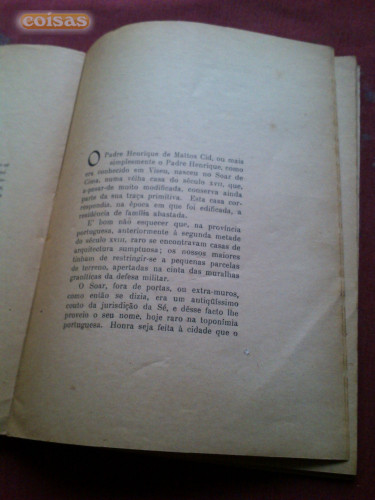 coisas
O Padre Henrique de Mattos Cid, ou mais
simplesmente o Padre Henrique, como
era conhecido em Viseu, nasceu no Soar de
Cima, numa velha casa do século XVII, que,
a-pesar-de muito modificada, conserva ainda
parte da sua traça primitiva. Esta casa cor-
respondia, na época em que foi edificada, a
residência de família abastada.
E' bom não esquecer que, na província
portuguesa, anteriormente à segunda metade
do século XVIII, raro se encontravam casas de
arquitectura sumptuosa; os nossos maiores
tinham de restringir-se a pequenas parcelas
de terreno, apertadas na cinta das muralhas
graníticas da defesa militar.
O Soar, fora de portas, ou extra-muros,
como então se dizia, era um antiqüíssimo
couto da jurisdição da Sé, e dêsse facto lhe
proveio o seu nome, hoje raro na toponímia
portuguesa. Honra seja feita à cidade que o